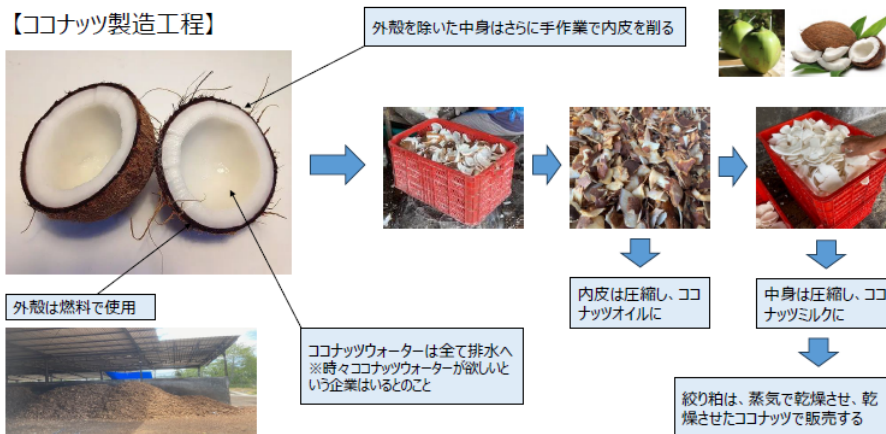 【ココナッツ製造工程】
外殻を除いた中身はさらに手作業で内皮を削る
外殻は燃料で使用
ココナッツウォーターは全て排水へ
※時々ココナッツウォーターが欲しいと
いう企業はいるとのこと
内皮は圧縮し、ココ
ナッツオイルに
中身は圧縮し、ココ
ナッツミルクに
絞り粕は、蒸気で乾燥させ、乾
燥させたココナッツで販売する